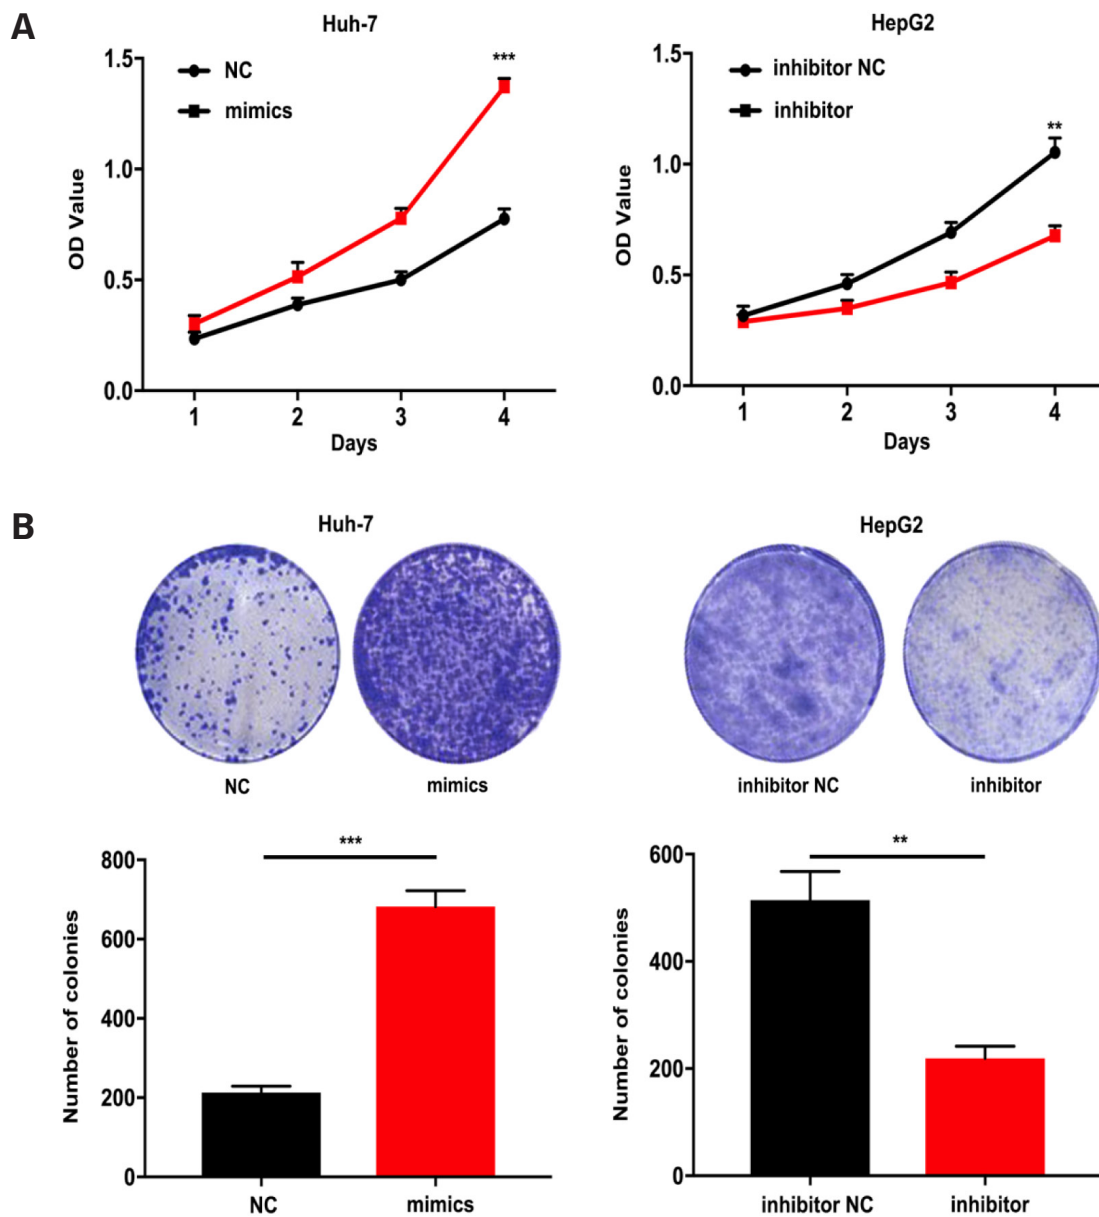 A
Huh-7
HepG2
1.5
1.0
0.5
0.0
OD Value
NC
mimics
***
1
2
3
4
Days
1.5
1.0
0.5
0.0
OD Value
inhibitor NC
inhibitor
**
1
2
3
4
Days
B
Huh-7
HepG2
NC
mimics
inhibitor NC
inhibitor
800
600
400
200
0
Number of colonies
***
NC
mimics
600
400
200
0
Number of colonies
**
inhibitor NC
inhibitor